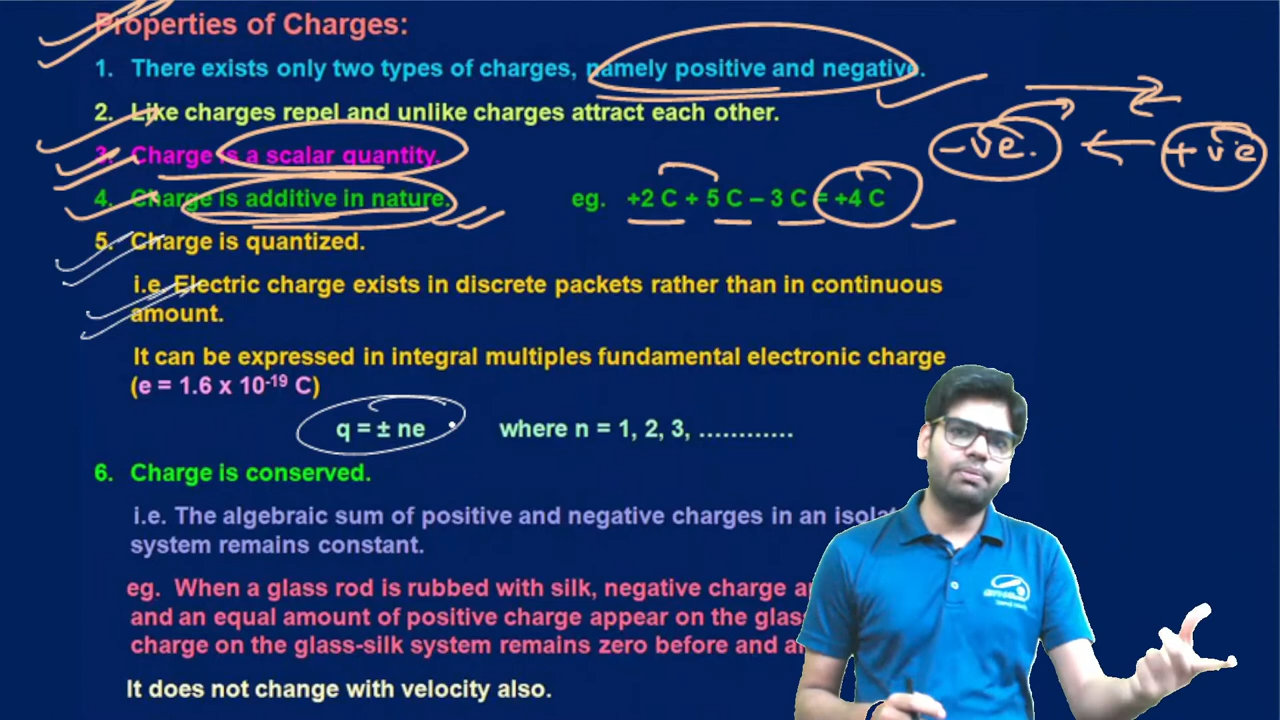 Properties of Charges:
1. There exists only two types of charges, namely positive and negative.
2. Like charges repel and unlike charges attract each other.
-ve. +ve
3. Charge is a scalar quantity.
4. Charge is additive in nature. eg. +2 C + 5 C – 3 C = +4 C
5. Charge is quantized.
i.e. Electric charge exists in discrete packets rather than in continuous
amount.
It can be expressed in integral multiples fundamental electronic charge
(e = 1.6 x 10⁻¹⁹ C)
q = ± ne where n = 1, 2, 3, …………
6. Charge is conserved.
i.e. The algebraic sum of positive and negative charges in an
system remains constant.
eg. When a glass rod is rubbed with silk, negative charge
and an equal amount of positive charge appear on the
charge on the glass-silk system remains zero before and
It does not change with velocity also.